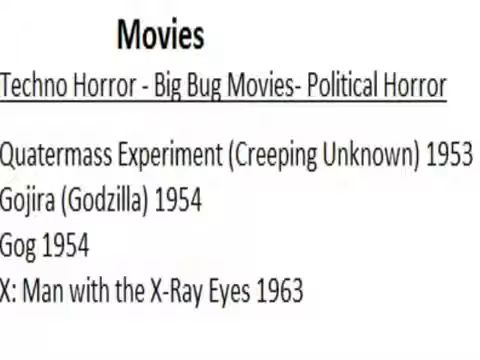 Movies
Techno Horror - Big Bug Movies- Political Horror
Quatermass Experiment (Creeping Unknown) 1953
Gojira (Godzilla) 1954
Gog 1954
X: Man with the X-Ray Eyes 1963